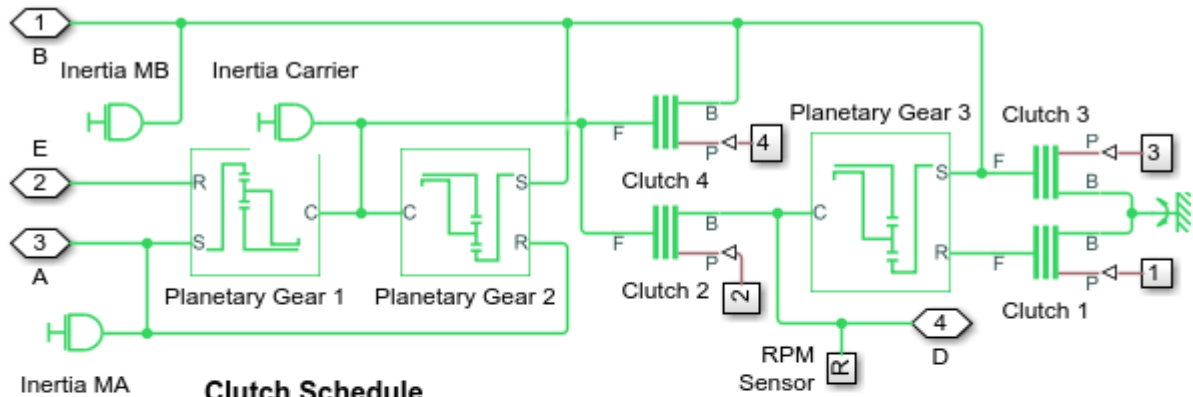 1
B
Inertia MB
Inertia Carrier
E
2
3
A
R
S
C
Planetary Gear 1
C
S
R
Planetary Gear 2
Inertia MA
F
B
P
4
Clutch 4
F
B
P
2
Clutch 2
Planetary Gear 3
C
S
R
Clutch 3
F
P
3
B
F
B
P
1
Clutch 1
4
D
RPM
Sensor
R
Clutch Schedule